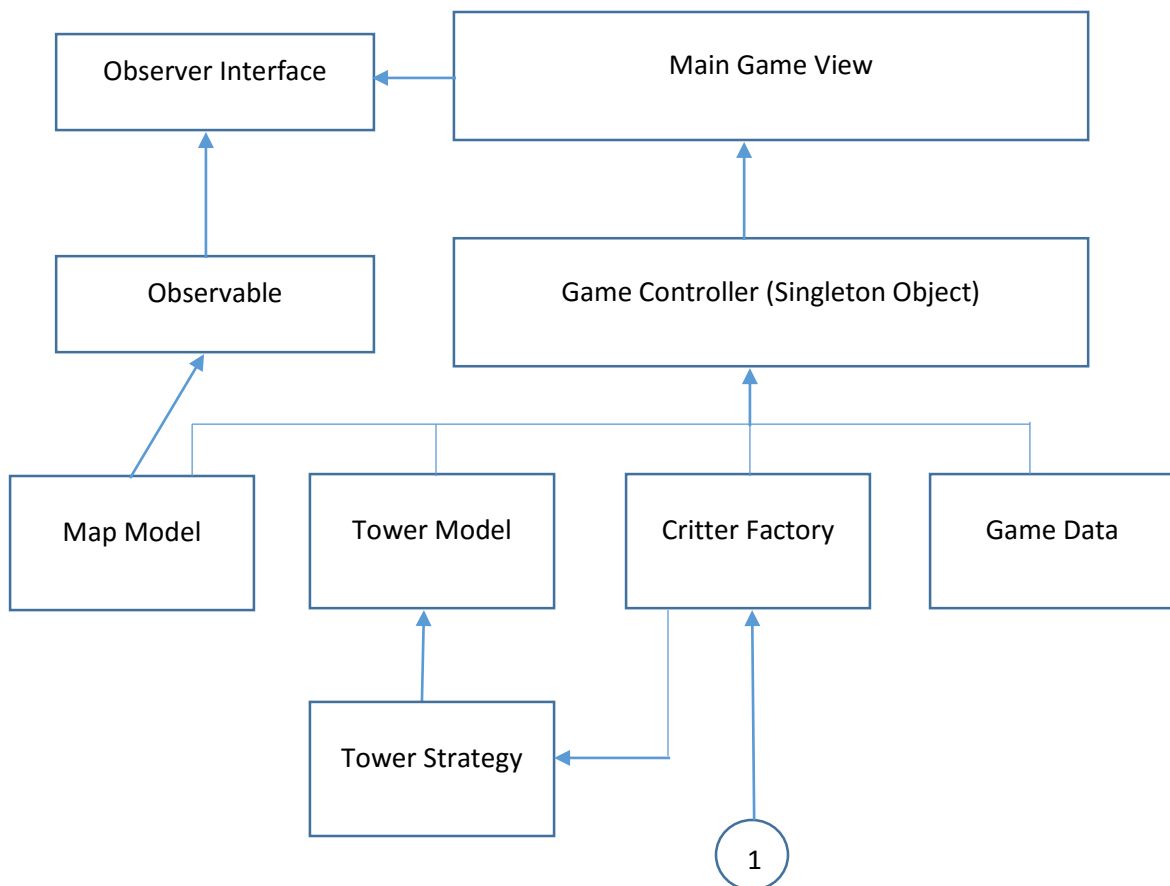 Observer Interface
Main Game View
Observable
Game Controller (Singleton Object)
Map Model
Tower Model
Critter Factory
Game Data
Tower Strategy
1